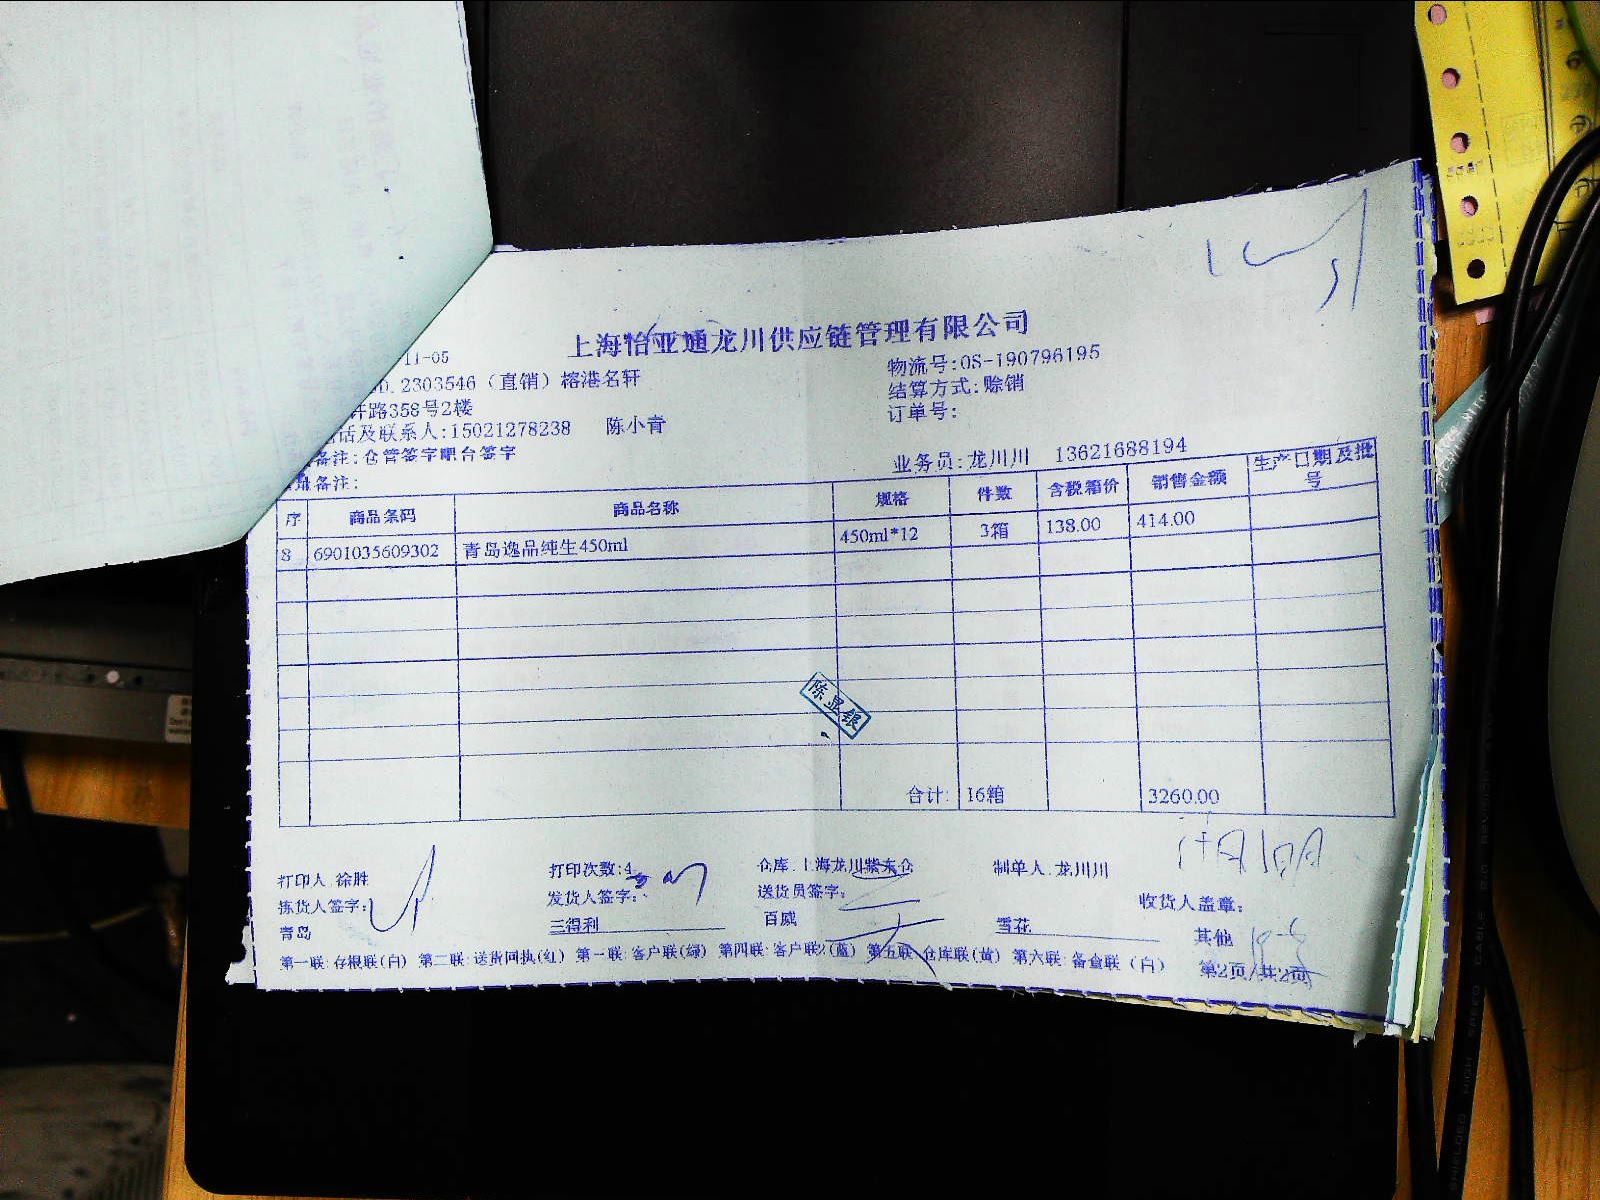 上海怡亚通龙川供应链管理有限公司
11-05
物流号:OS-190796195
D.2303546（直销）榕港名轩
结算方式:赊销
轩路358号2楼
订单号:
话及联系人:15021278238 陈小青
备注:仓管签字吧台签字
业务员:龙川川 13621688194
备注:
序 商品条码 商品名称 规格 件数 含税箱价 销售金额 生产日期及批号
8 6901035609302 青岛逸品纯生450ml 450ml*12 3箱 138.00 414.00
陈显银
合计: 16箱 3260.00
打印人 徐胜 打印次数:4 仓库 上海龙川紫东仓 制单人 龙川川
拣货人签字: 发货人签字: 送货员签字: 收货人盖章:
青岛 三得利 百威 雪花 其他
第一联:存根联(白) 第二联:送货回执(红) 第一联:客户联(绿) 第四联:客户联2(蓝) 第五联 仓库联(黄) 第六联 备查联（白）
第2页/共2页